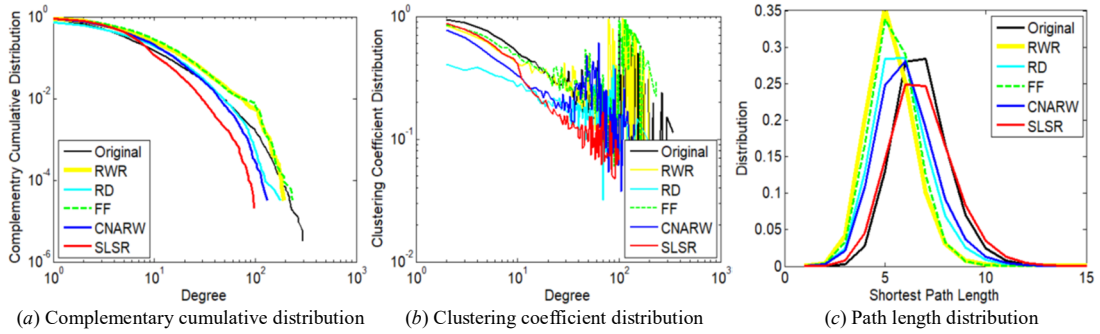 Complementry Cumulative Distribution
10^0
10^-2
10^-4
10^-6
10^0
10^1
10^2
10^3
Degree
Original
RWR
RD
FF
CNARW
SLSR
(a) Complementary cumulative distribution
Clustering Coefficient Distribution
10^0
10^-1
10^-2
10^0
10^1
10^2
10^3
Degree
Original
RWR
RD
FF
CNARW
SLSR
(b) Clustering coefficient distribution
Distribution
0.35
0.3
0.25
0.2
0.15
0.1
0.05
0
5
10
15
Shortest Path Length
Original
RWR
RD
FF
CNARW
SLSR
(c) Path length distribution